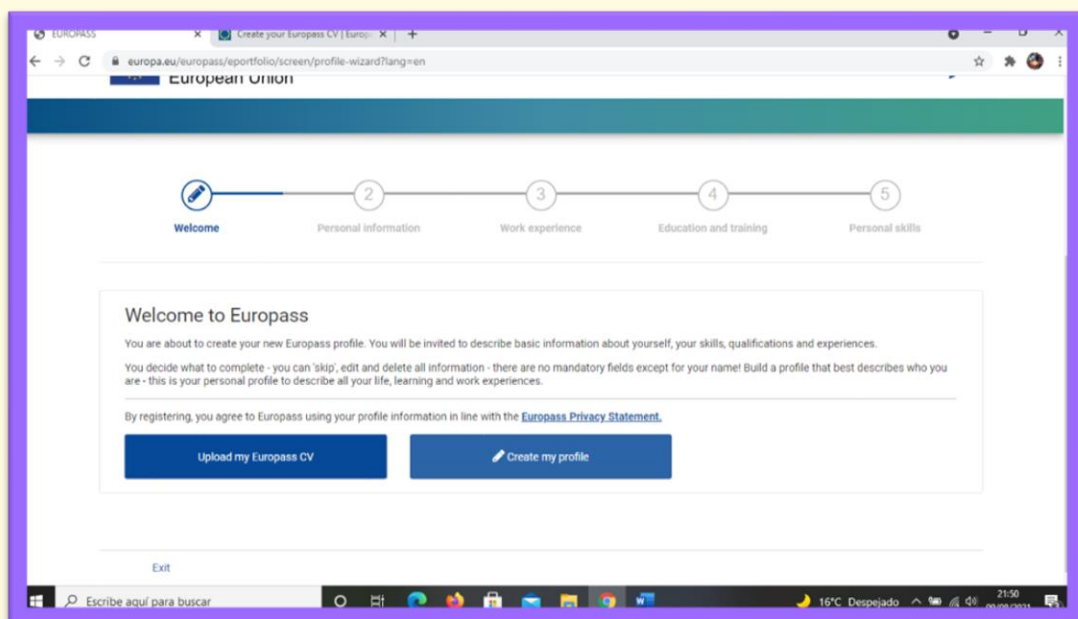 EUROPASS
Create your Europass CV | Europ
europa.eu/europass/eportfolio/screen/profile-wizard?lang=en
European Union
2
3
4
5
Welcome
Personal information
Work experience
Education and training
Personal skills
Welcome to Europass
You are about to create your new Europass profile. You will be invited to describe basic information about yourself, your skills, qualifications and experiences.
You decide what to complete - you can 'skip', edit and delete all information - there are no mandatory fields except for your name! Build a profile that best describes who you
are - this is your personal profile to describe all your life, learning and work experiences.
By registering, you agree to Europass using your profile information in line with the Europass Privacy Statement.
Upload my Europass CV
Create my profile
Exit
Escribe aquí para buscar
16°C Despejado
21:50